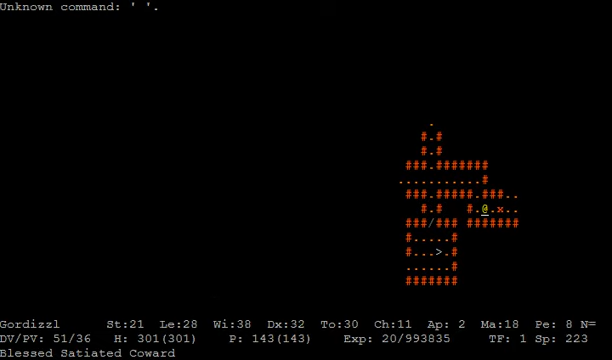 Unknown command: ' '.
.
#.#
#.#
###.#######
...........#
###.#####.###..
#.# #.@.x..
###/### #######
#.....#
#...>.#
......#
#######
Gordizzl St:21 Le:28 Wi:38 Dx:32 To:30 Ch:11 Ap: 2 Ma:18 Pe: 8 N=
DV/PV: 51/36 H: 301(301) P: 143(143) Exp: 20/993835 TF: 1 Sp: 223
Blessed Satiated Coward